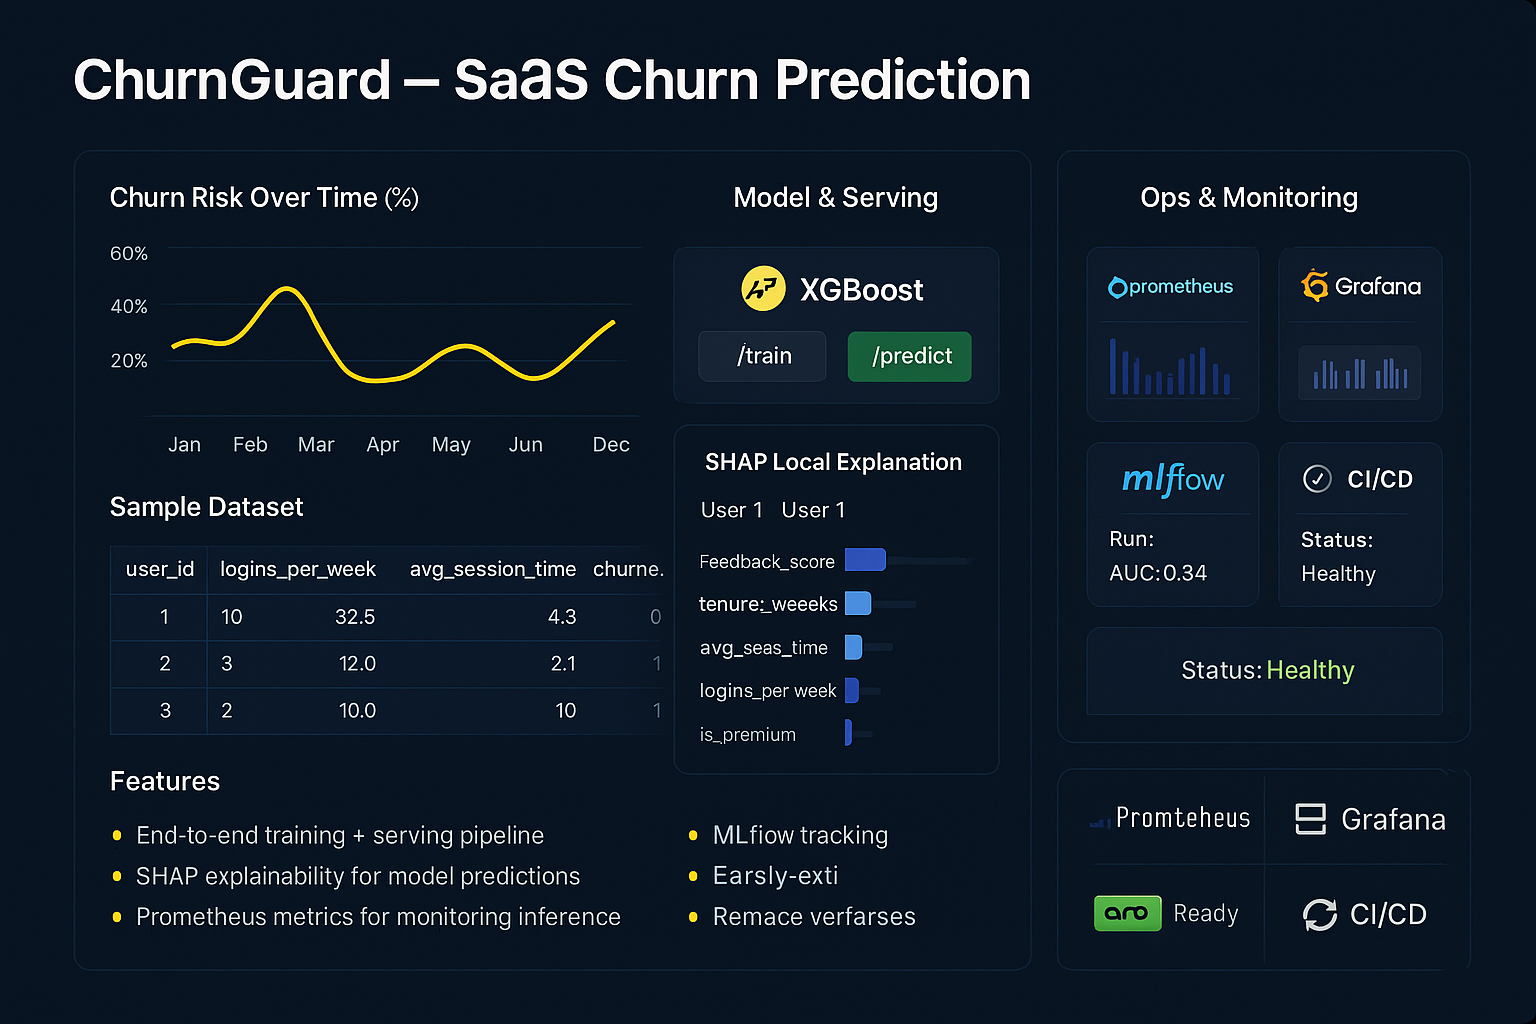 ChurnGuard – SaaS Churn Prediction
Churn Risk Over Time (%)
60%
40%
20%
Jan Feb Mar Apr May Jun Dec
Sample Dataset
user_id logins_per_week avg_session_time churne.
1 10 32.5 4.3 0
2 3 12.0 2.1 1
3 2 10.0 10 1
Features
End-to-end training + serving pipeline
SHAP explainability for model predictions
Prometheus metrics for monitoring inference
MLfiow tracking
Earsly-exti
Remace verfarses
Model & Serving
XGBoost
/train /predict
SHAP Local Explanation
User 1 User 1
Feedback_score
tenure:_weeeks
avg_seas_time
logins_per week
is_premium
Ops & Monitoring
prometheus
Grafana
mlflow
Run:
AUC:0.34
CI/CD
Status:
Healthy
Status: Healthy
Promteheus
Grafana
aro Ready
CI/CD